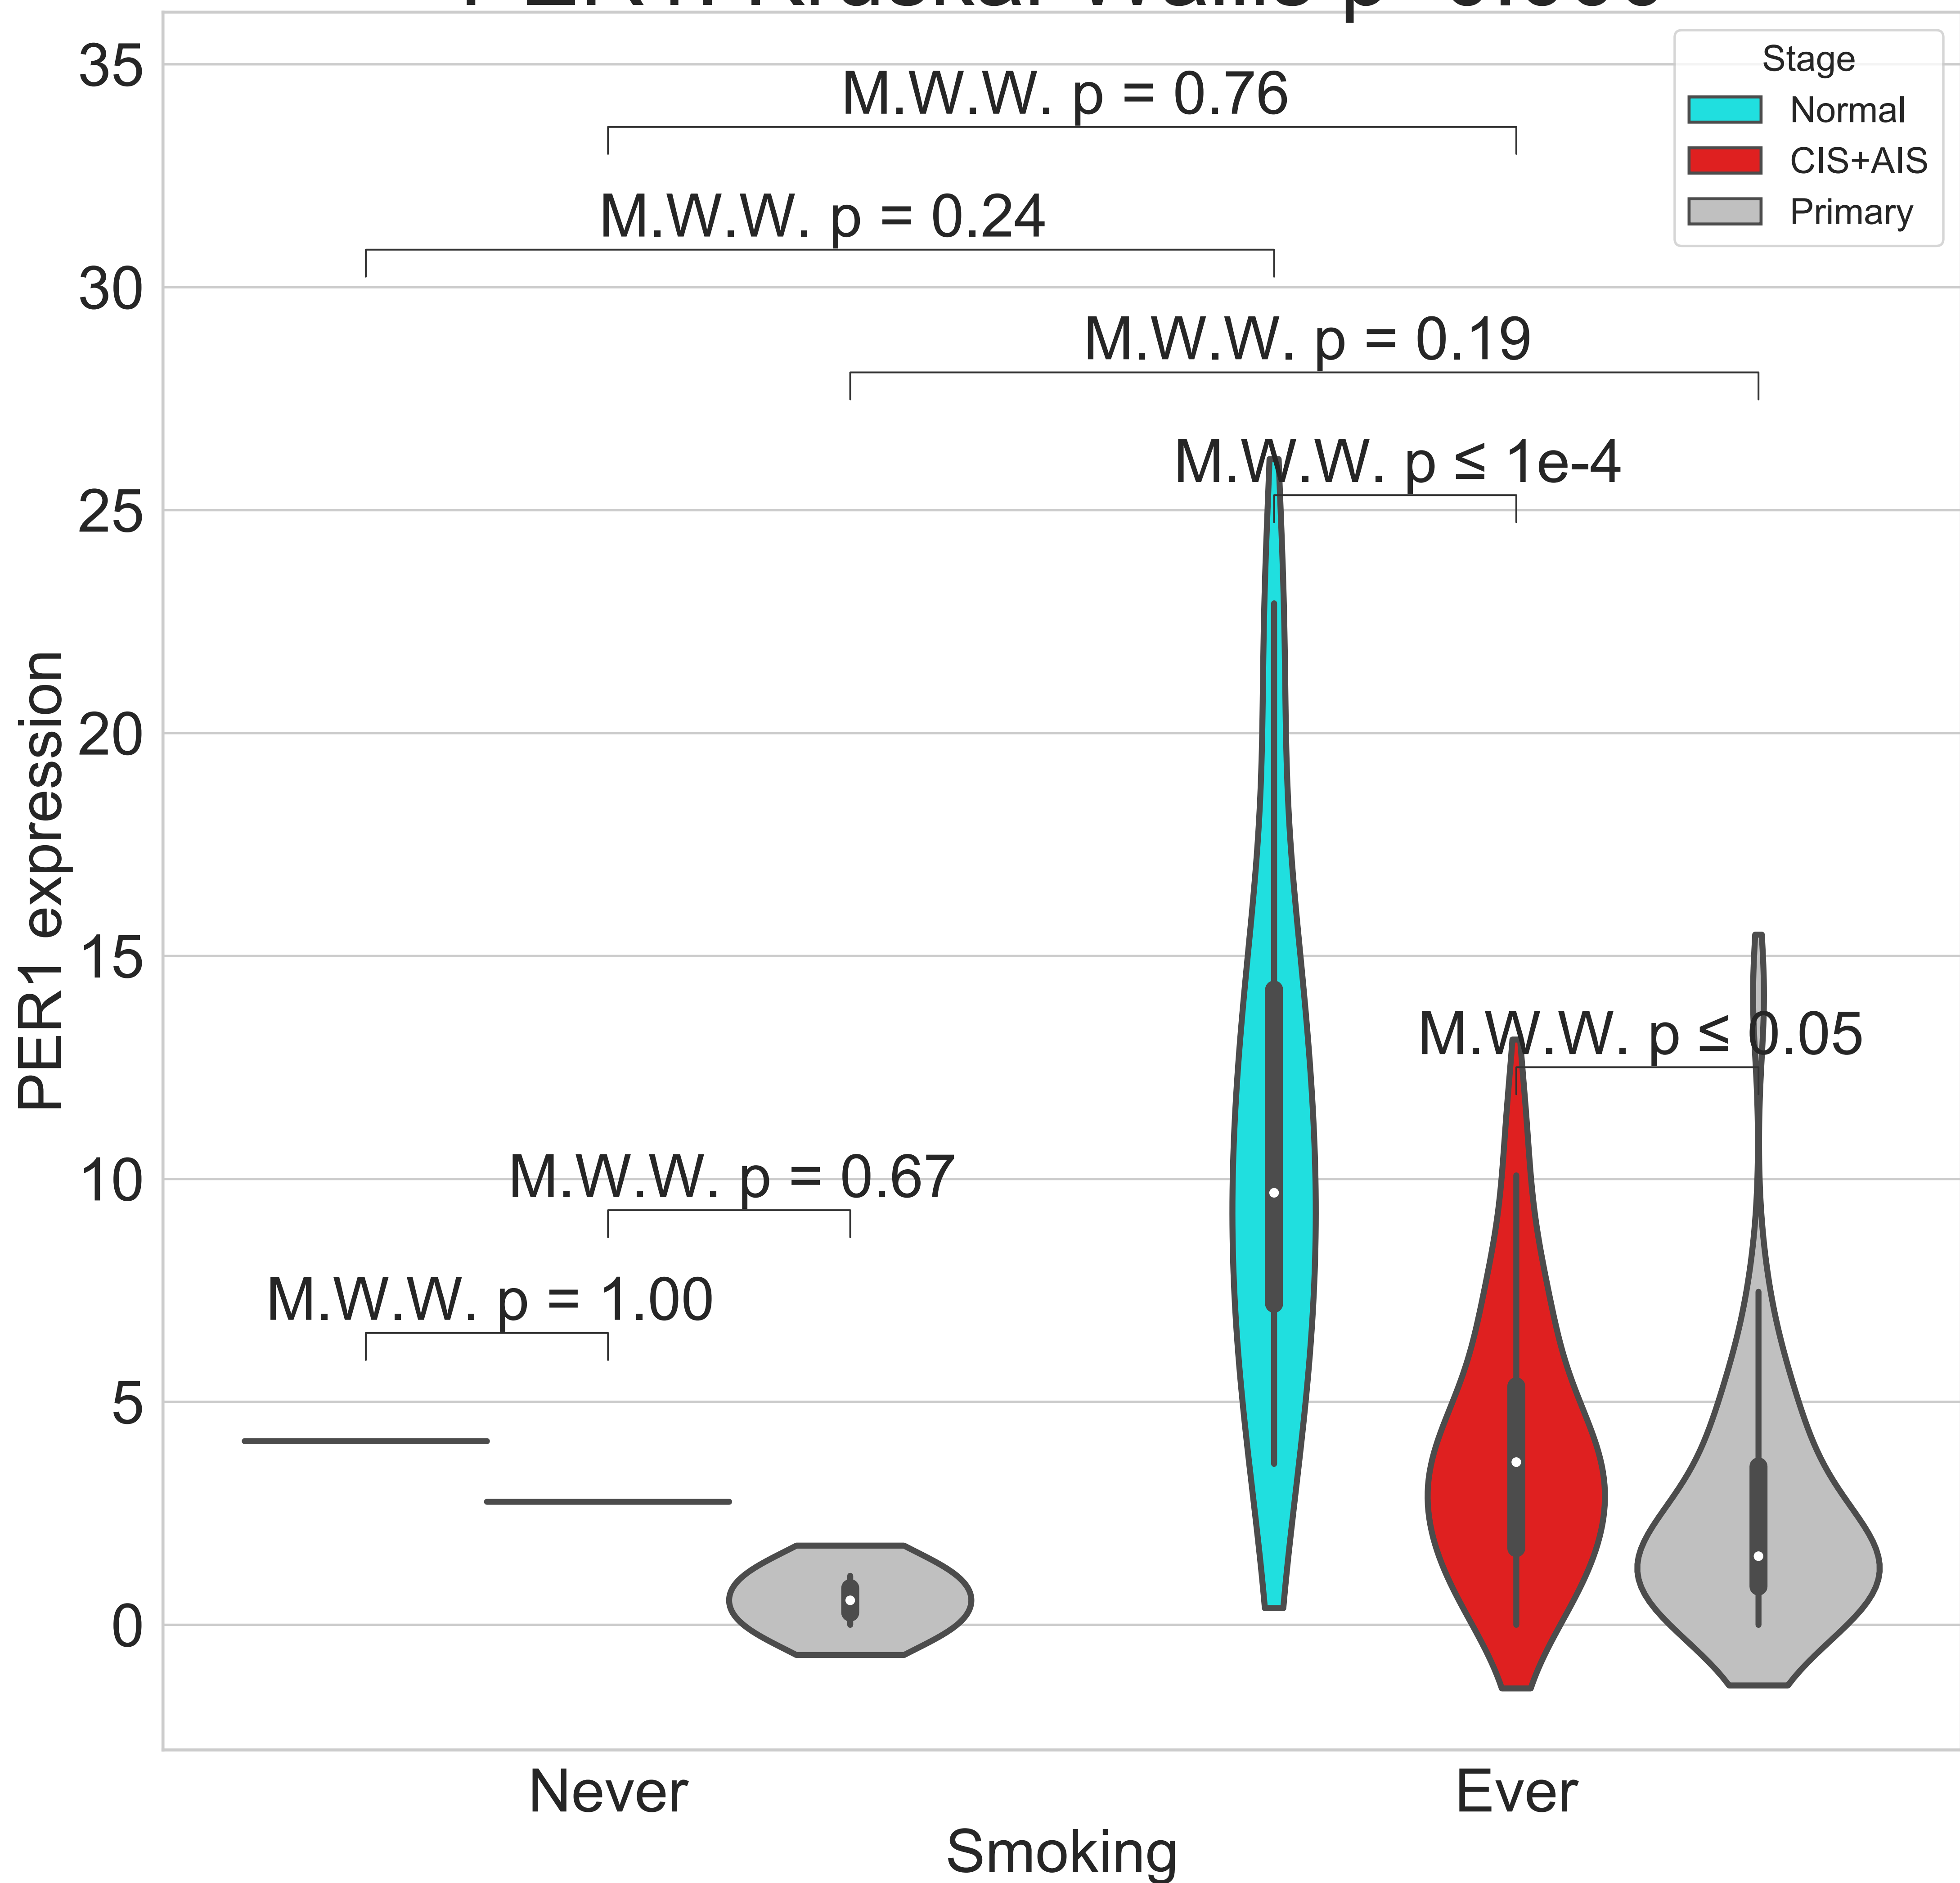 35
30
25
20
15
10
5
0
PER1 expression
M.W.W. p = 0.76
M.W.W. p = 0.24
M.W.W. p = 0.19
M.W.W. p ≤ 1e-4
M.W.W. p ≤ 0.05
M.W.W. p = 0.67
M.W.W. p = 1.00
Stage
Normal
CIS+AIS
Primary
Never
Ever
Smoking